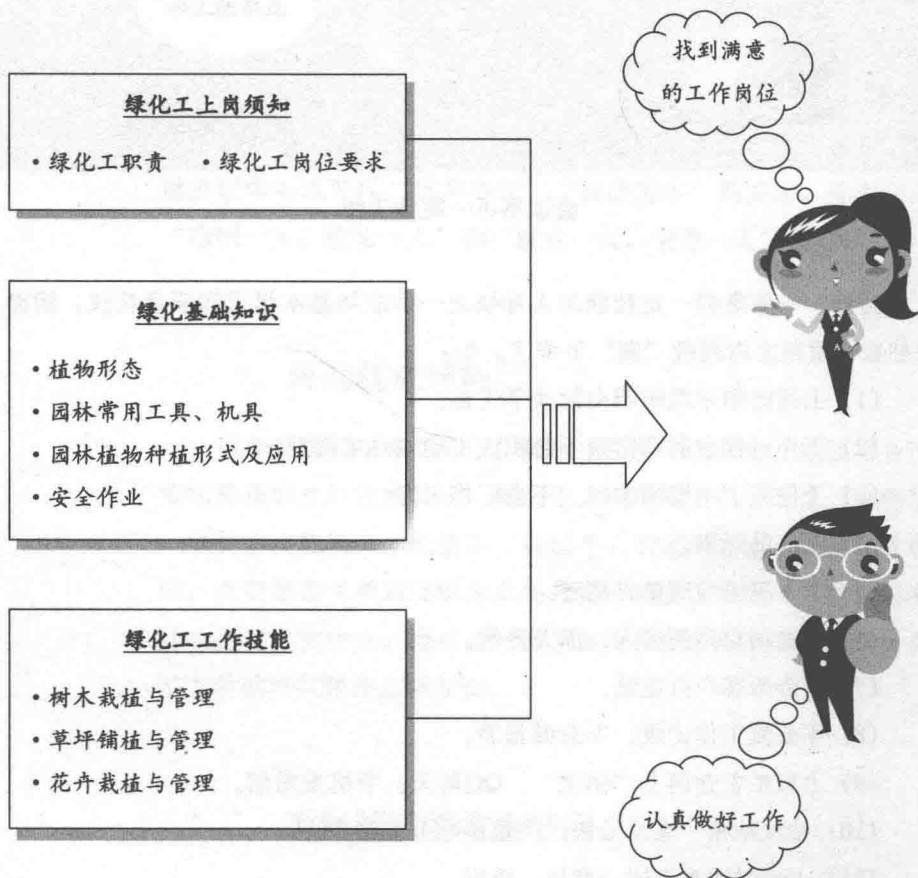 找到满意
的工作岗位
绿化工上岗须知
• 绿化工职责 • 绿化工岗位要求
绿化基础知识
• 植物形态
• 园林常用工具、机具
• 园林植物种植形式及应用
• 安全作业
绿化工工作技能
• 树木栽植与管理
• 草坪铺植与管理
• 花卉栽植与管理
认真做好工作